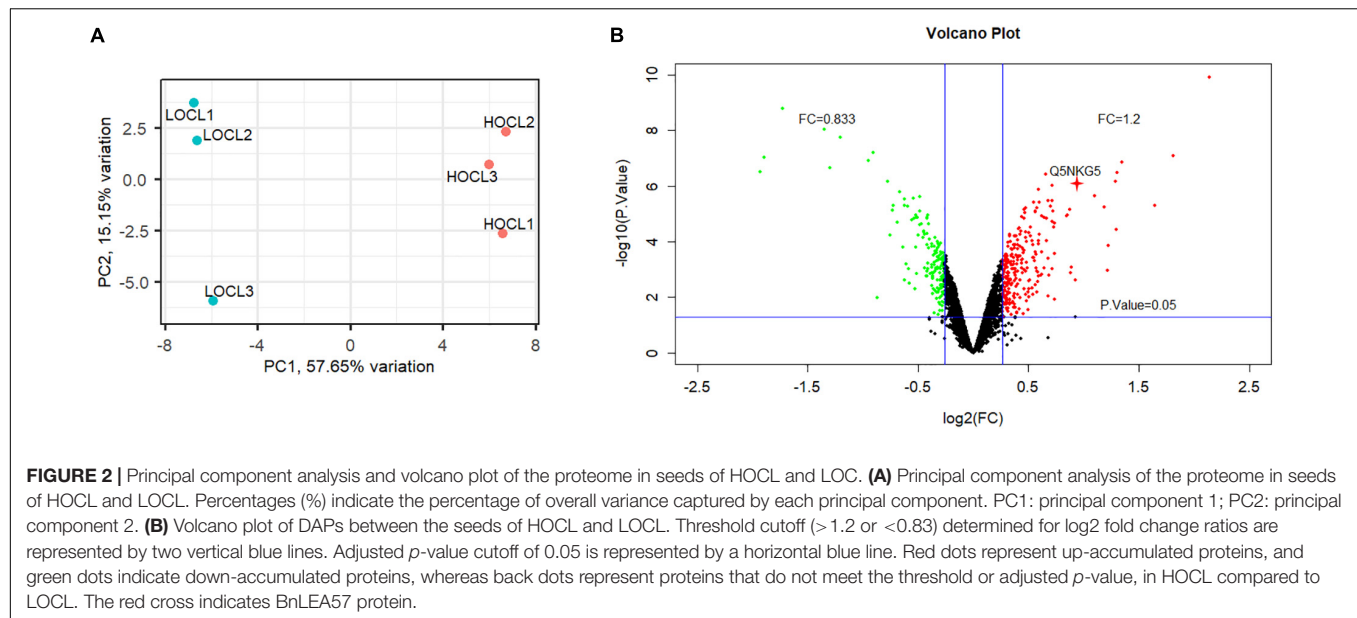 A
LOCL1
LOCL2
HOCL2
HOCL3
HOCL1
LOCL3
2.5
0.0
-2.5
-5.0
PC2, 15.15% variation
-8
-4
0
4
8
PC1, 57.65% variation
B
Volcano Plot
FC=0.833
FC=1.2
Q5NKG5
P.Value=0.05
10
8
6
4
2
0
-log10(P.Value)
-2.5
-1.5
-0.5
0.5
1.5
2.5
log2(FC)
FIGURE 2 | Principal component analysis and volcano plot of the proteome in seeds of HOCL and LOC. (A) Principal component analysis of the proteome in seeds
of HOCL and LOCL. Percentages (%) indicate the percentage of overall variance captured by each principal component. PC1: principal component 1; PC2: principal
component 2. (B) Volcano plot of DAPs between the seeds of HOCL and LOCL. Threshold cutoff (>1.2 or <0.83) determined for log2 fold change ratios are
represented by two vertical blue lines. Adjusted p-value cutoff of 0.05 is represented by a horizontal blue line. Red dots represent up-accumulated proteins, and
green dots indicate down-accumulated proteins, whereas back dots represent proteins that do not meet the threshold or adjusted p-value, in HOCL compared to
LOCL. The red cross indicates BnLEA57 protein.